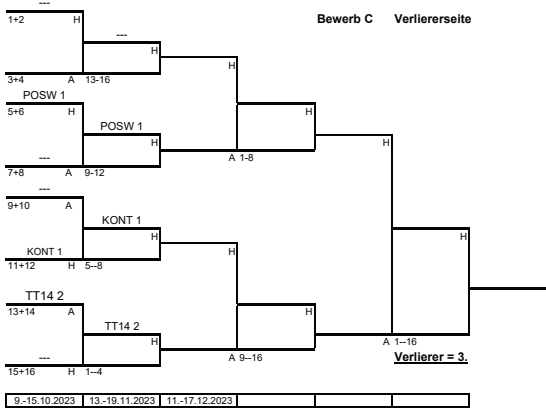 ---
Bewerb C Verliererseite
1+2 H
---
H
H
3+4 A 13-16
POSW 1
5+6 H
H
POSW 1
H
H
---
A 1-8
7+8 A 9-12
---
9+10 A
KONT 1
H
H
KONT 1
H
11+12 H 5--8
TT14 2
13+14 A
H
TT14 2
H
A 1--16
---
A 9--16
Verlierer = 3.
15+16 H 1--4
9.-15.10.2023 13.-19.11.2023 11.-17.12.2023